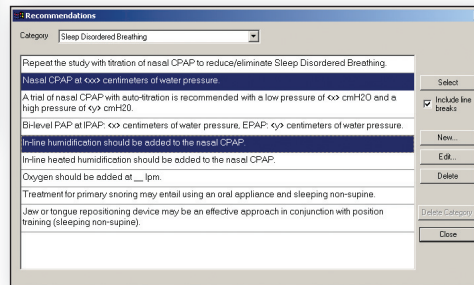 Recommendations
Category
Sleep Disordered Breathing
Repeat the study with titration of nasal CPAP to reduce/eliminate Sleep Disordered Breathing.
Nasal CPAP at <xx> centimeters of water pressure.
A trial of nasal CPAP with auto-titration is recommended with a low pressure of <x> cmH2O and a
high pressure of <y> cmH20.
Bi-level PAP at IPAP: <x> centimeters of water pressure, EPAP: <y> centimeters of water pressure.
In-line humidification should be added to the nasal CPAP.
In-line heated humidification should be added to the nasal CPAP.
Oxygen should be added at __ lpm.
Treatment for primary snoring may entail using an oral appliance and sleeping non-supine.
Jaw or tongue repositioning device may be an effective approach in conjunction with position
training (sleeping non-supine).
Select
Include line
breaks
New...
Edit...
Delete
Delete Category
Close